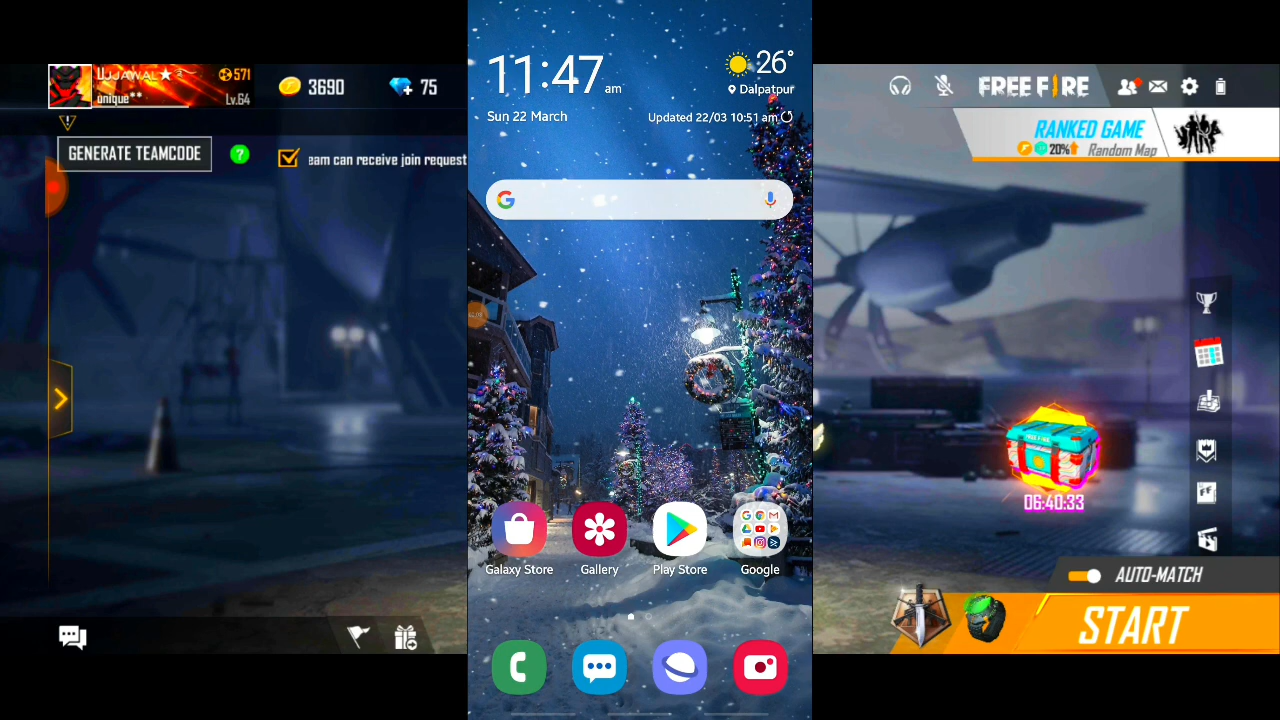 UJJAWAL★
unique**
571
Lv.64
3690
75
GENERATE TEAMCODE
?
eam can receive join request
11:47 am
26°
Dalpatpur
Sun 22 March
Updated 22/03 10:51 am
Galaxy Store
Gallery
Play Store
Google
FREE FIRE
RANKED GAME
20%
Random Map
06:40:33
AUTO-MATCH
START